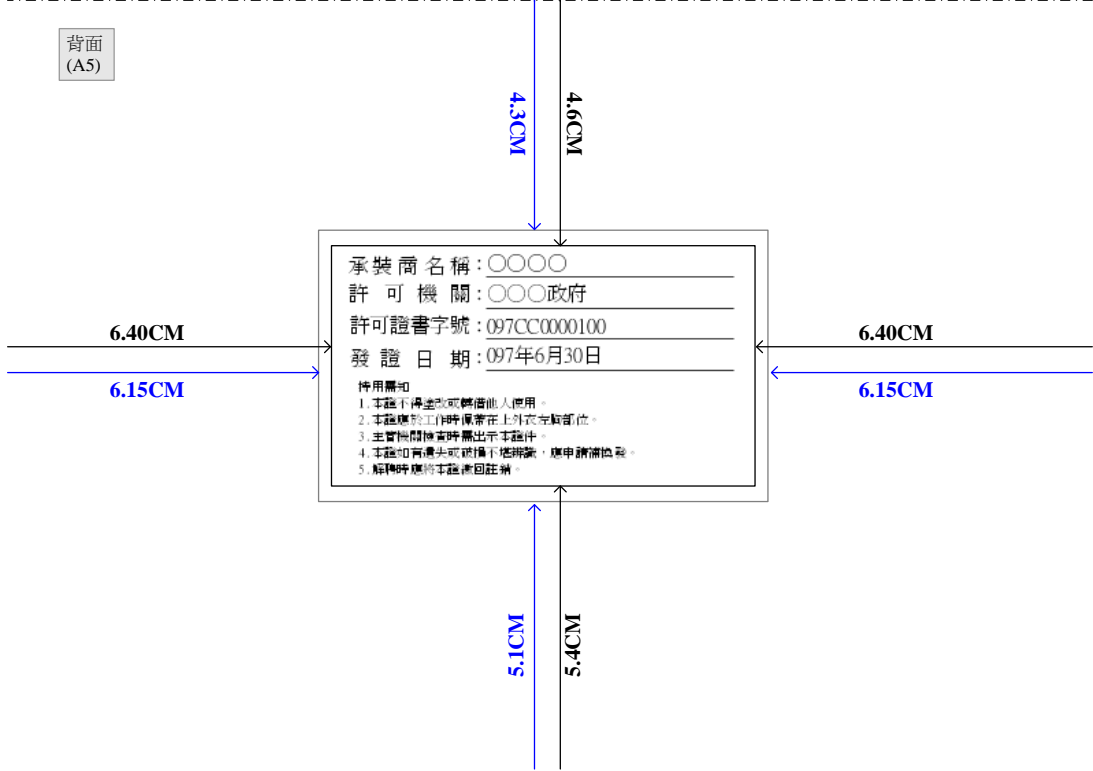 背面
(A5)
4.3CM
4.6CM
承裝商名稱：○○○○
許可機關：○○○政府
許可證書字號：097CC0000100
發證日期：097年6月30日
6.40CM
6.40CM
6.15CM
6.15CM
持用需知
1.本證不得塗改或轉借他人使用。
2.本證應於工作時佩帶在上外衣左胸部位。
3.主管機關檢查時需出示本證件。
4.本證如有遺失或破損不堪辨識，應申請補換發。
5.解聘時應將本證繳回註銷。
5.1CM
5.4CM